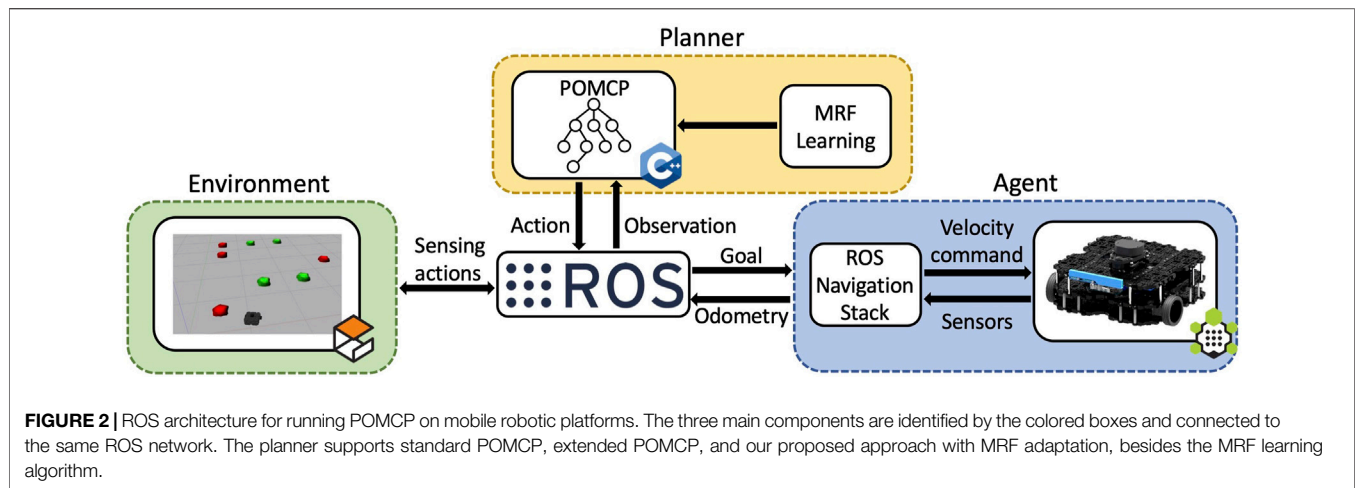 Planner
POMCP
MRF
Learning
C++
Environment
Agent
Action
Observation
Sensing
actions
ROS
Goal
Odometry
ROS
Navigation
Stack
Velocity
command
Sensors
FIGURE 2 | ROS architecture for running POMCP on mobile robotic platforms. The three main components are identified by the colored boxes and connected to
the same ROS network. The planner supports standard POMCP, extended POMCP, and our proposed approach with MRF adaptation, besides the MRF learning
algorithm.